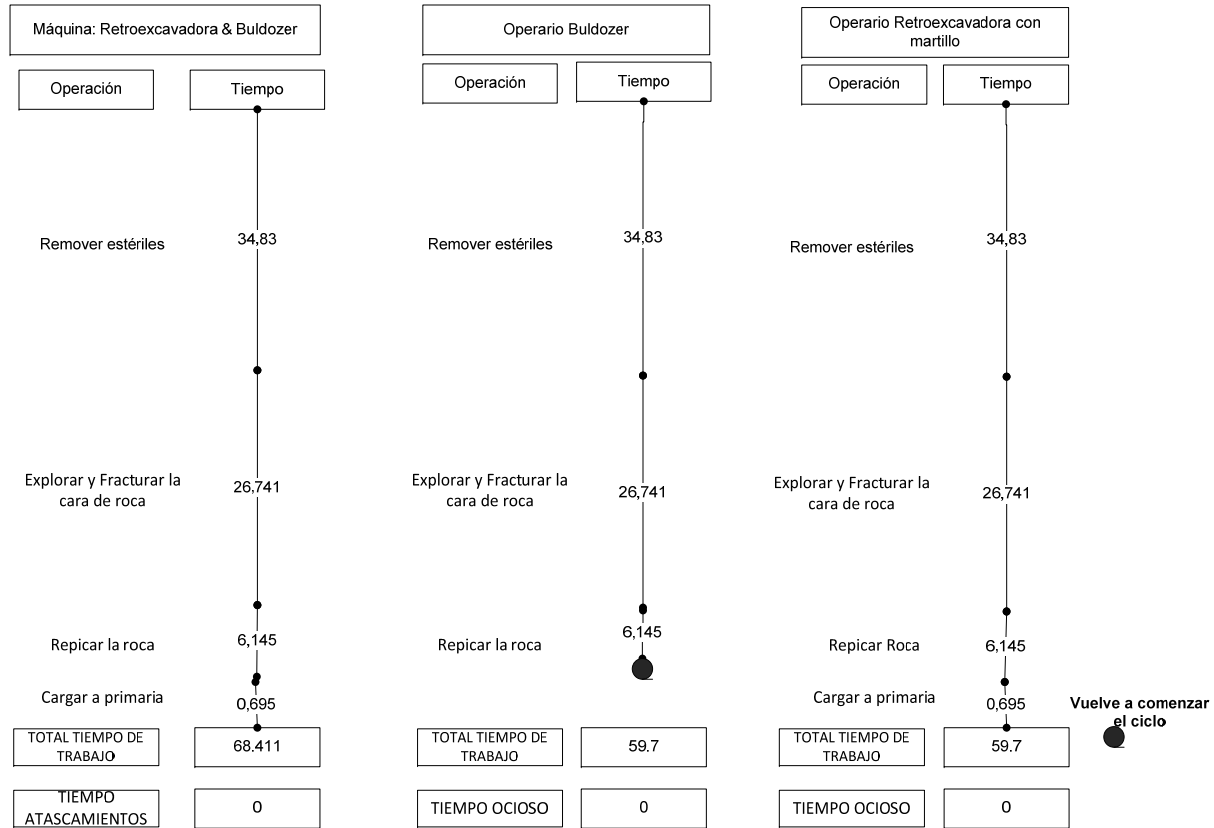 Máquina: Retroexcavadora & Buldozer
Operación
Tiempo
Remover estériles
34,83
Explorar y Fracturar la
cara de roca
26,741
Repicar la roca
6,145
Cargar a primaria
0,695
TOTAL TIEMPO DE
TRABAJO
68.411
TIEMPO
ATASCAMIENTOS
0
Operario Buldozer
Operación
Tiempo
Remover estériles
34,83
Explorar y Fracturar la
cara de roca
26,741
Repicar la roca
6,145
TOTAL TIEMPO DE
TRABAJO
59.7
TIEMPO OCIOSO
0
Operario Retroexcavadora con
martillo
Operación
Tiempo
Remover estériles
34,83
Explorar y Fracturar la
cara de roca
26,741
Repicar Roca
6,145
Cargar a primaria
0,695
TOTAL TIEMPO DE
TRABAJO
59.7
TIEMPO OCIOSO
0
Vuelve a comenzar
el ciclo